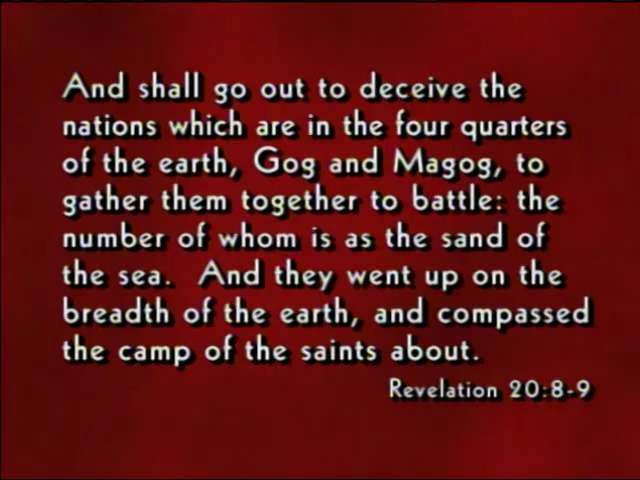 And shall go out to deceive the
nations which are in the four quarters
of the earth, Gog and Magog, to
gather them together to battle: the
number of whom is as the sand of
the sea. And they went up on the
breadth of the earth, and compassed
the camp of the saints about.
Revelation 20:8-9